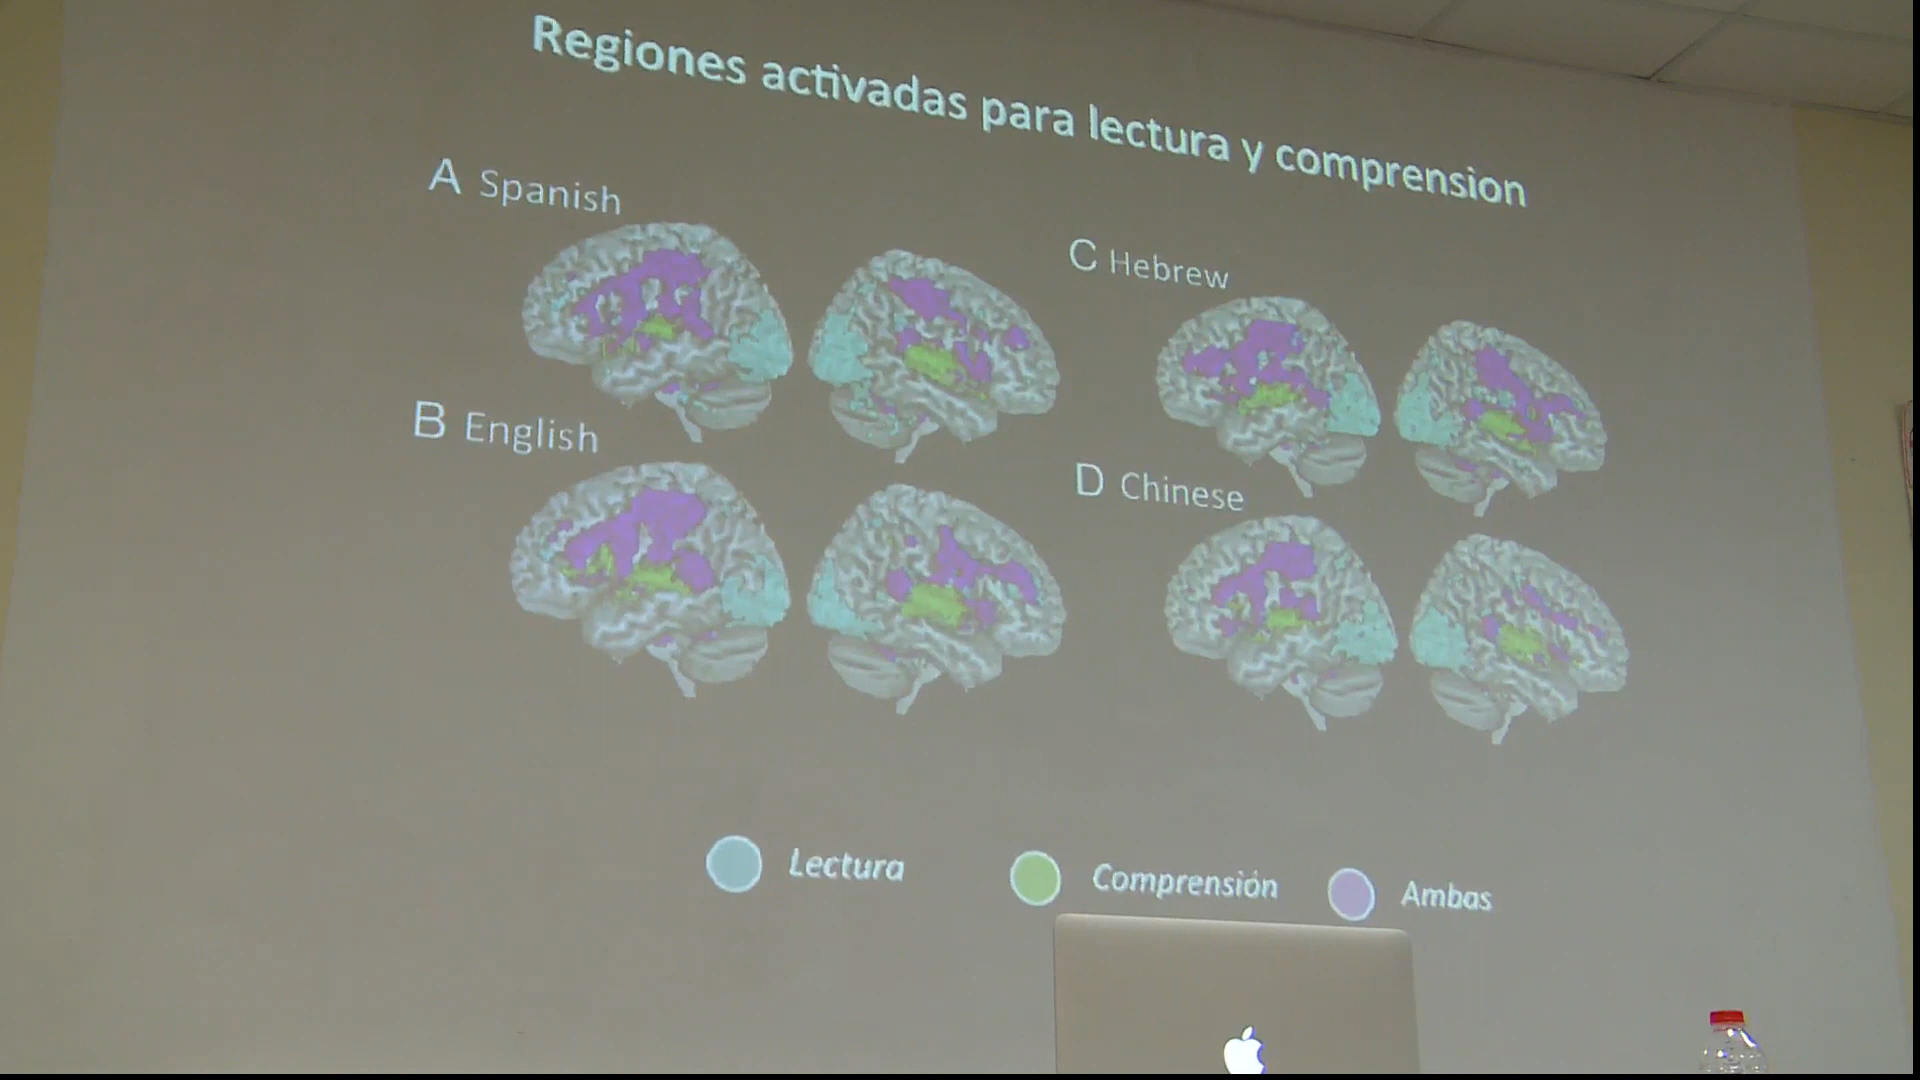 Regiones activadas para lectura y comprension
A Spanish
C Hebrew
B English
D Chinese
Lectura
Comprensión
Ambas